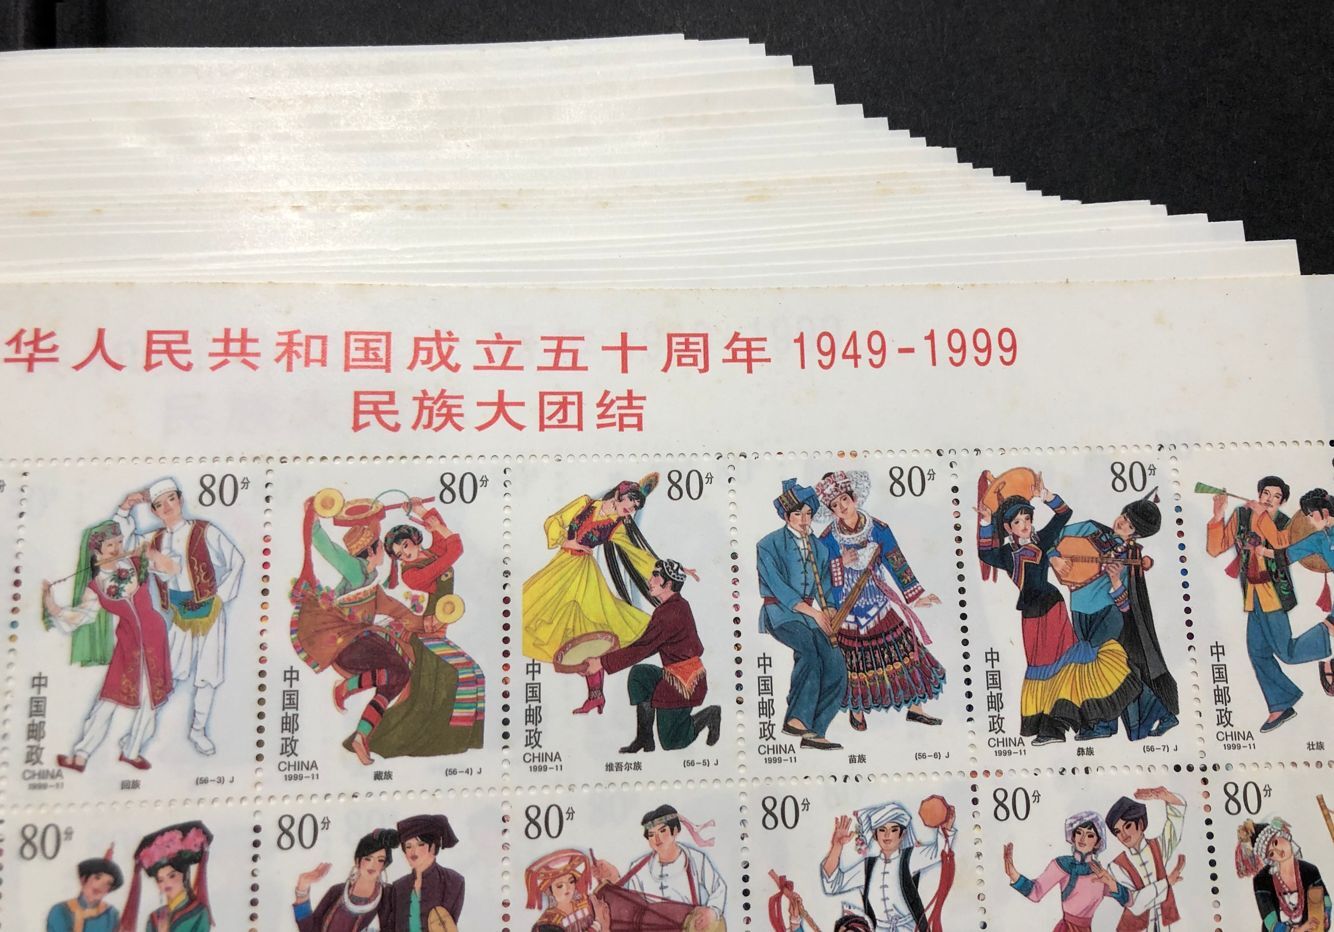 华人民共和国成立五十周年 1949-1999
民族大团结
80分
80分
80分
80分
80分
中国邮政
CHINA
1999-11
回族
(56-3) J
中国邮政
CHINA
1999-11
藏族
(56-4) J
中国邮政
CHINA
1999-11
维吾尔族
(56-5) J
中国邮政
CHINA
1999-11
苗族
(56-6) J
中国邮政
CHINA
1999-11
彝族
(56-7) J
中国邮政
CHINA
1999-11
壮族
80分
80分
80分
80分
80分
80分